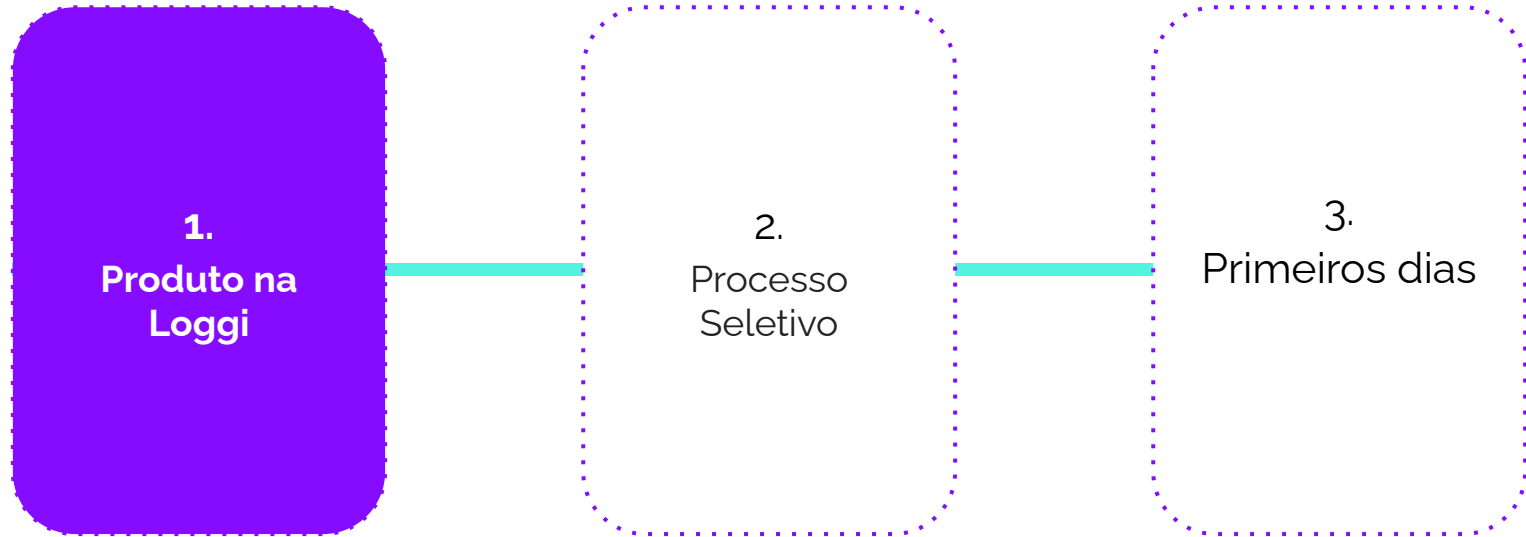 1.
Produto na
Loggi
2.
Processo
Seletivo
3.
Primeiros dias